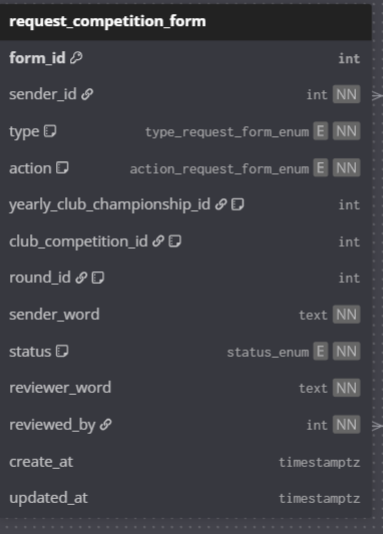 request_competition_form
form_id int
sender_id int NN
type type_request_form_enum E NN
action action_request_form_enum E NN
yearly_club_championship_id int
club_competition_id int
round_id int
sender_word text NN
status status_enum E NN
reviewer_word text NN
reviewed_by int NN
create_at timestamptz
updated_at timestamptz